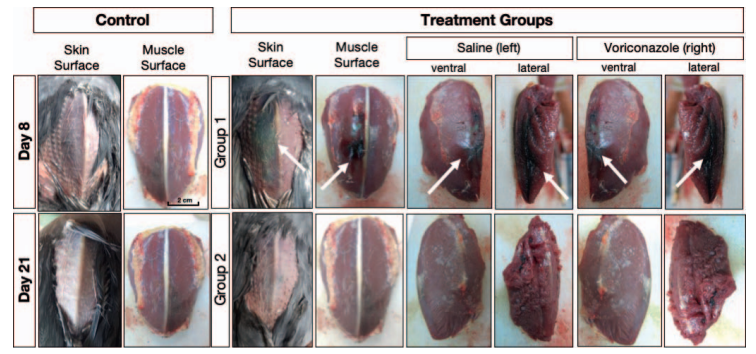 Control
Treatment Groups
Skin
Surface
Muscle
Surface
Skin
Surface
Muscle
Surface
Saline (left)
Voriconazole (right)
ventral
lateral
ventral
lateral
Day 8
Group 1
2 cm
Day 21
Group 2